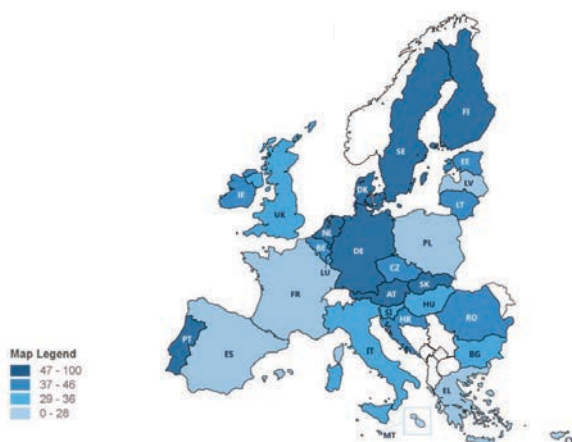 FI
SE
EE
LV
DK
LT
IE
UK
NL
BE
DE
PL
LU
CZ
SK
FR
AT
HU
SI
HR
RO
PT
ES
IT
BG
EL
MT
Map Legend
47 - 100
37 - 46
29 - 36
0 - 28